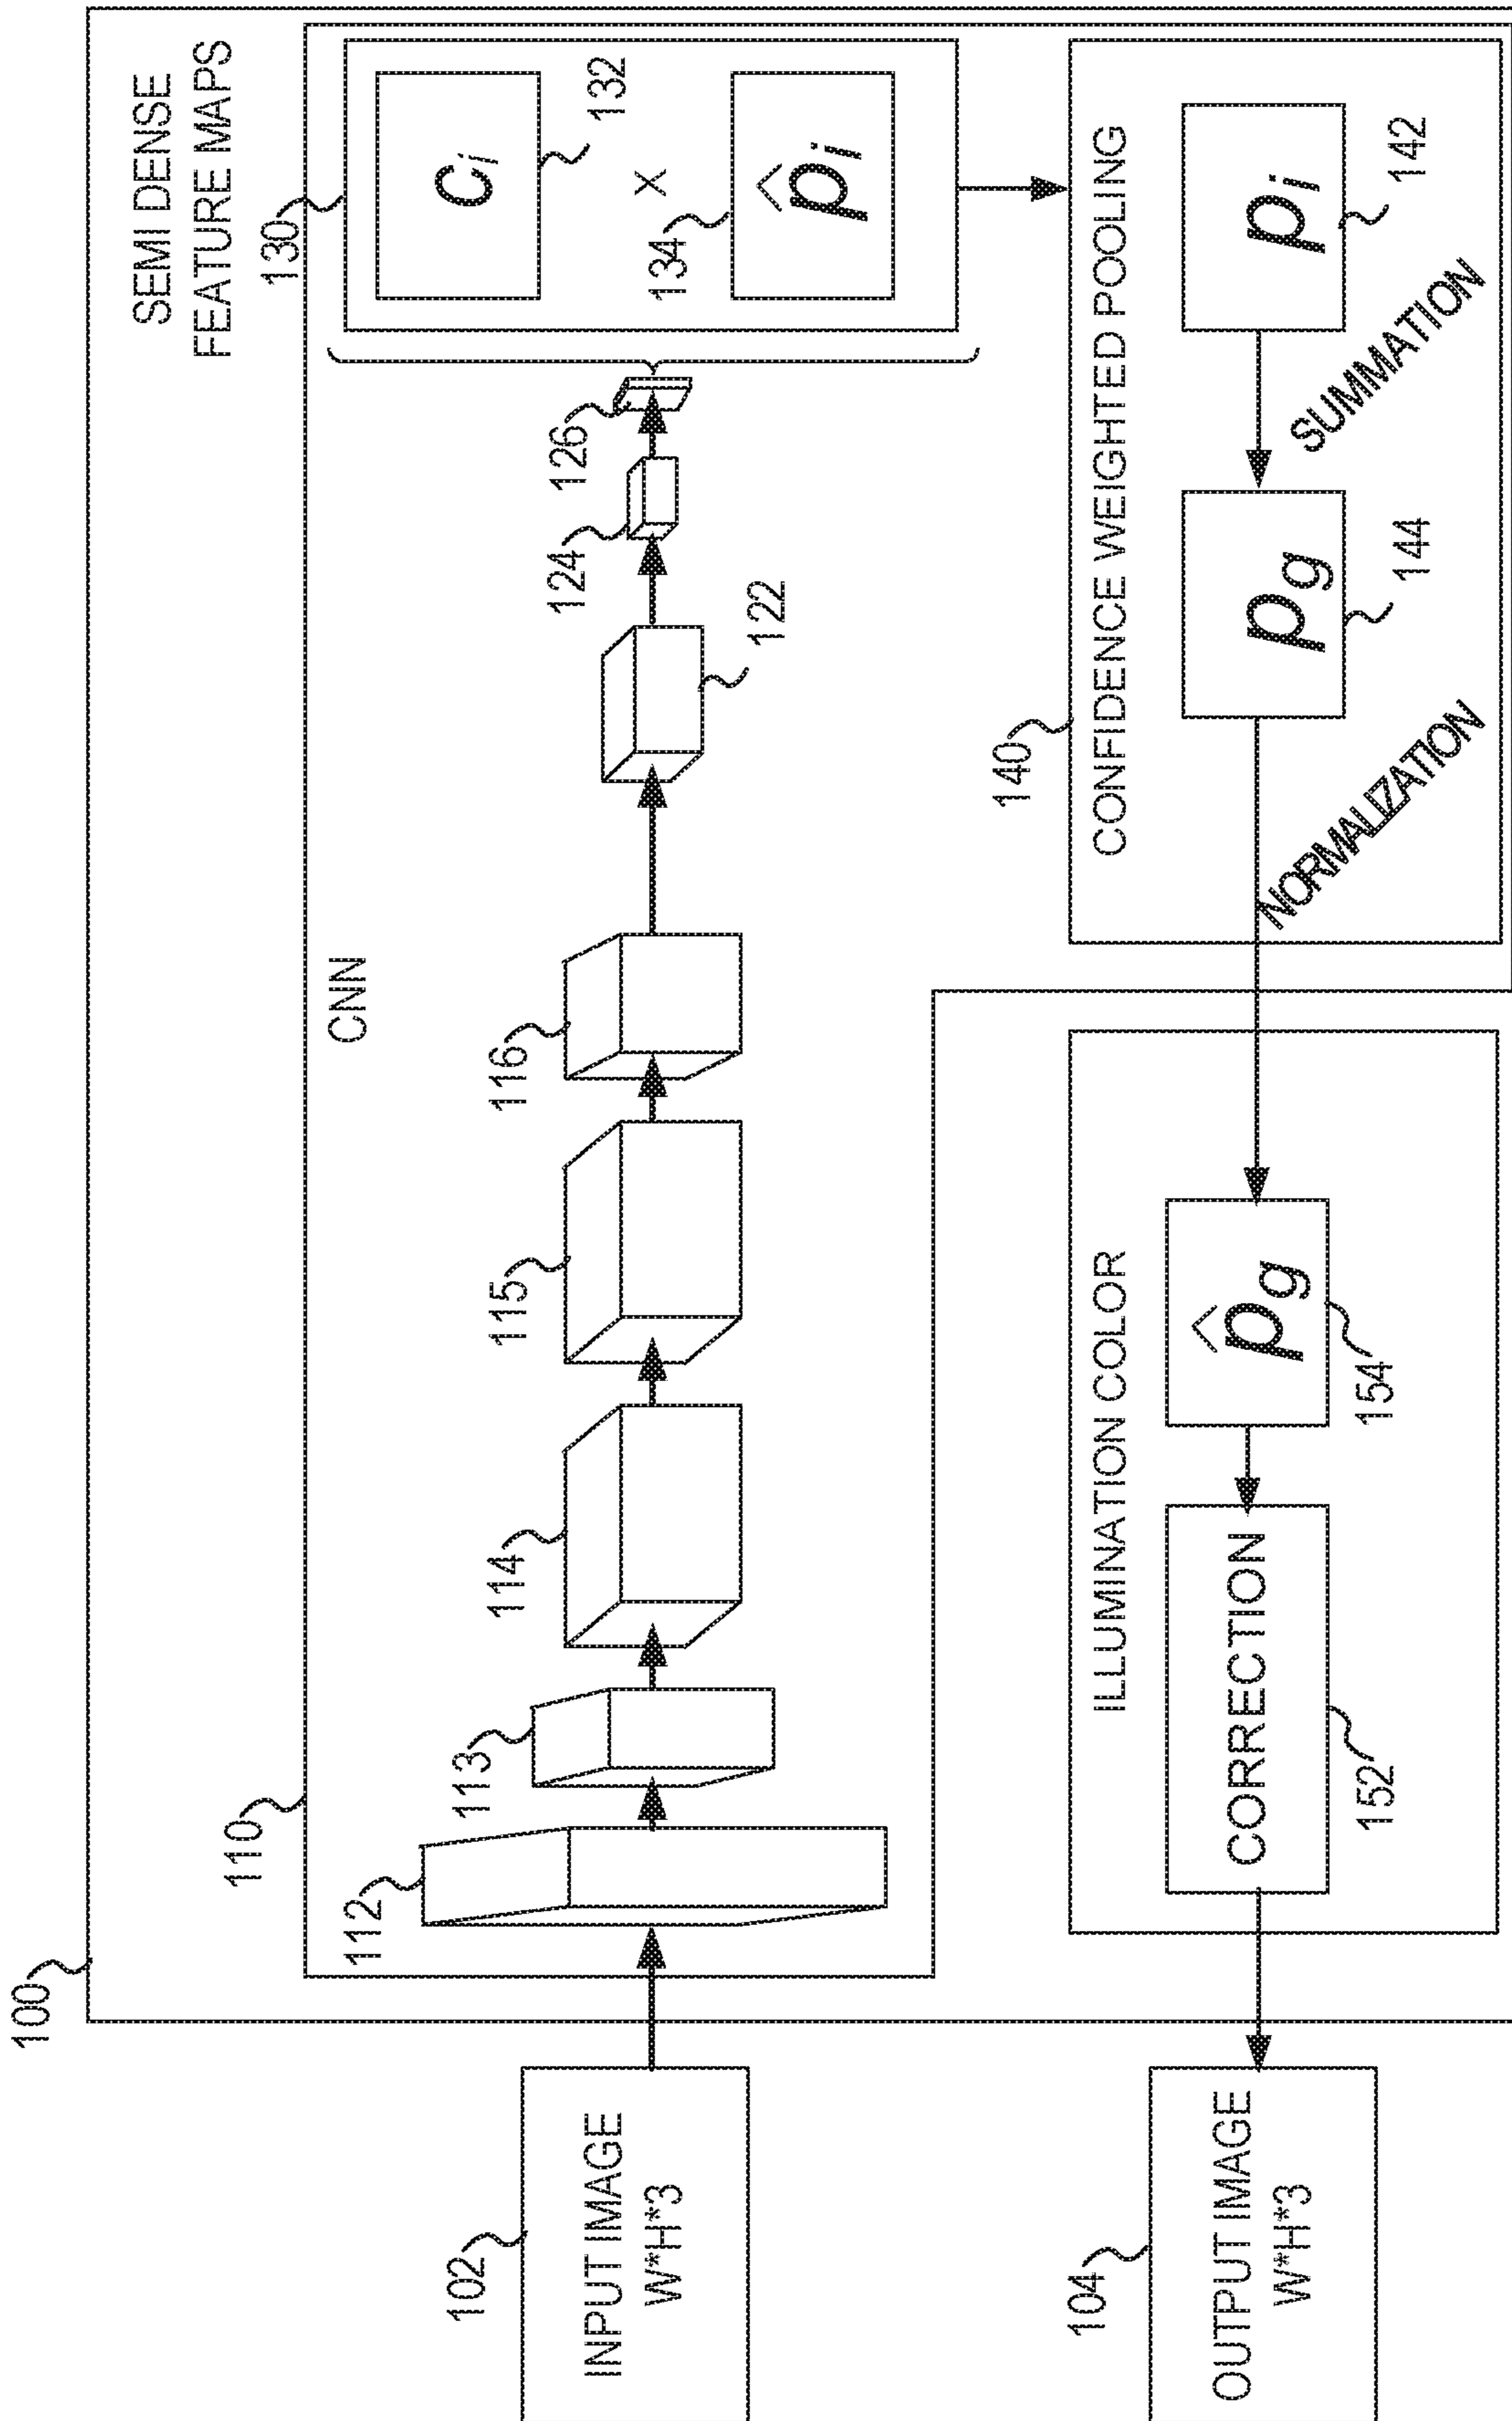 100
SEMI DENSE
FEATURE MAPS
110
CNN
130
102
INPUT IMAGE
W*H*3
112
113
114
115
116
122
124
126
c_i
132
X
134
p̂_i
140
CONFIDENCE WEIGHTED POOLING
p_i
142
SUMMATION
p_g
144
NORMALIZATION
ILLUMINATION COLOR
p̂_g
154
CORRECTION
152
104
OUTPUT IMAGE
W*H*3